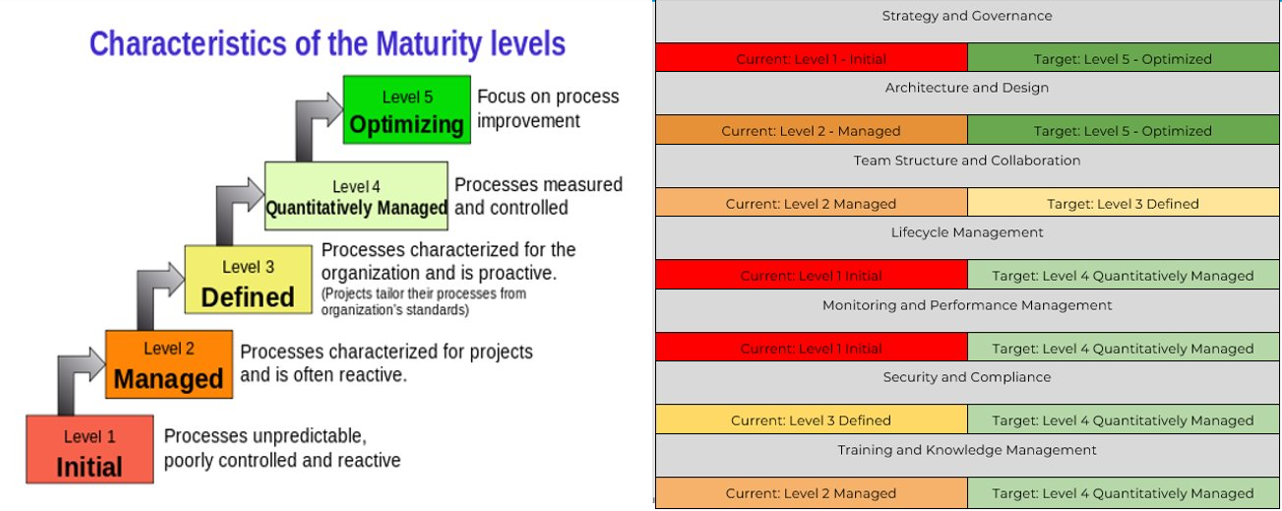 Characteristics of the Maturity levels
Level 5
Optimizing
Focus on process
improvement
Level 4
Quantitatively Managed
Processes measured
and controlled
Level 3
Defined
Processes characterized for the
organization and is proactive.
(Projects tailor their processes from
organization's standards)
Level 2
Managed
Processes characterized for projects
and is often reactive.
Level 1
Initial
Processes unpredictable,
poorly controlled and reactive
Strategy and Governance
Current: Level 1 - Initial
Target: Level 5 - Optimized
Architecture and Design
Current: Level 2 - Managed
Target: Level 5 - Optimized
Team Structure and Collaboration
Current: Level 2 Managed
Target: Level 3 Defined
Lifecycle Management
Current: Level 1 Initial
Target: Level 4 Quantitatively Managed
Monitoring and Performance Management
Current: Level 1 Initial
Target: Level 4 Quantitatively Managed
Security and Compliance
Current: Level 3 Defined
Target: Level 4 Quantitatively Managed
Training and Knowledge Management
Current: Level 2 Managed
Target: Level 4 Quantitatively Managed